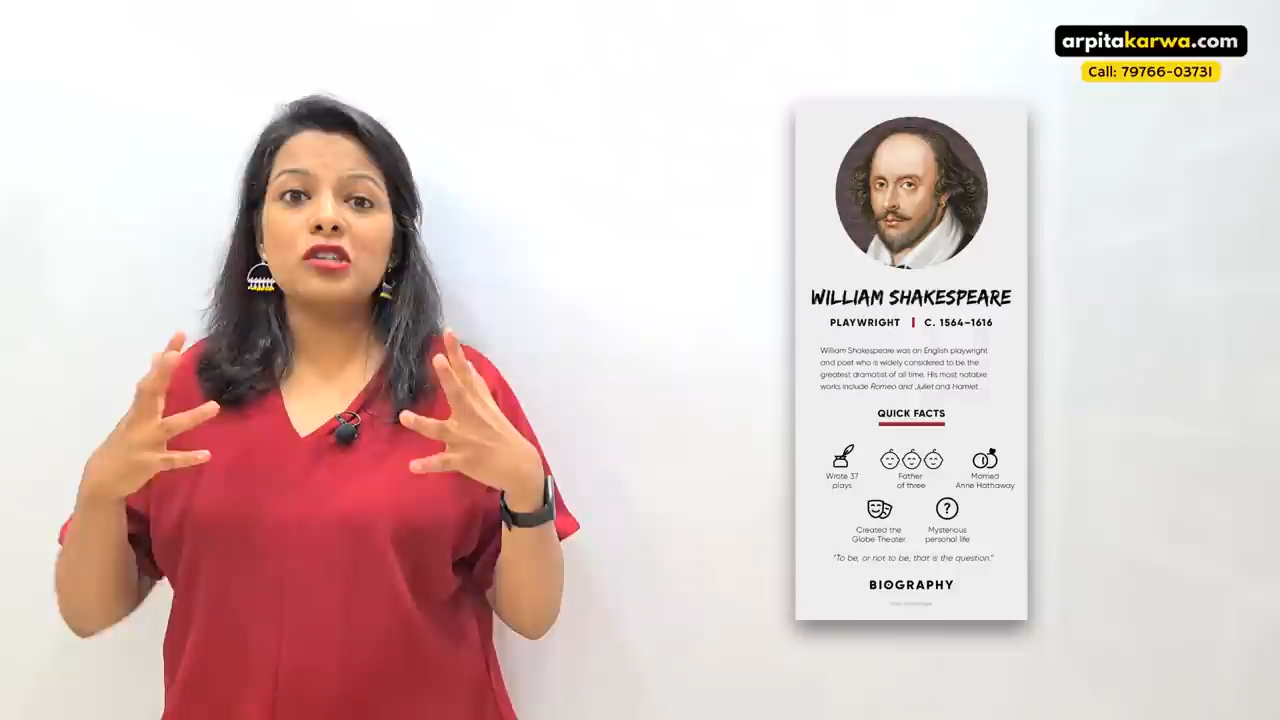 arpitakarwa.com
Call: 79766-03731
WILLIAM SHAKESPEARE
PLAYWRIGHT | C. 1564–1616
William Shakespeare was an English playwright
and poet who is widely considered to be the
greatest dramatist of all time. His most notable
works include Romeo and Juliet and Hamlet.
QUICK FACTS
Wrote 37
plays
Father
of three
Married
Anne Hathaway
Created the
Globe Theater
Mysterious
personal life
"To be, or not to be, that is the question."
BIOGRAPHY